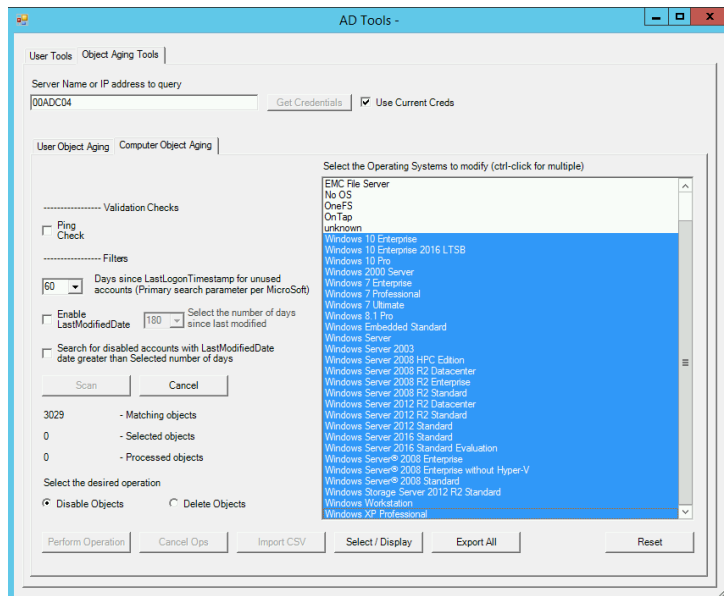 AD Tools -
User Tools Object Aging Tools
Server Name or IP address to query
00ADC04 Get Credentials Use Current Creds
User Object Aging Computer Object Aging
Select the Operating Systems to modify (ctrl-click for multiple)
EMC File Server
No OS
OneFS
OnTap
unknown
Windows 10 Enterprise
Windows 10 Enterprise 2016 LTSB
Windows 10 Pro
Windows 2000 Server
Windows 7 Enterprise
Windows 7 Professional
Windows 7 Ultimate
Windows 8.1 Pro
Windows Embedded Standard
Windows Server
Windows Server 2003
Windows Server 2008 HPC Edition
Windows Server 2008 R2 Datacenter
Windows Server 2008 R2 Enterprise
Windows Server 2008 R2 Standard
Windows Server 2012 R2 Datacenter
Windows Server 2012 R2 Standard
Windows Server 2012 Standard
Windows Server 2016 Standard
Windows Server 2016 Standard Evaluation
Windows Server® 2008 Enterprise
Windows Server® 2008 Enterprise without Hyper-V
Windows Server® 2008 Standard
Windows Storage Server 2012 R2 Standard
Windows Workstation
Windows XP Professional
----------------- Validation Checks
Ping
Check
----------------- Filters
60 Days since LastLogonTimestamp for unused
accounts (Primary search parameter per MicroSoft)
Enable
LastModifiedDate
180 Select the number of days
since last modified
Search for disabled accounts with LastModifiedDate
date greater than Selected number of days
Scan Cancel
3029 - Matching objects
0 - Selected objects
0 - Processed objects
Select the desired operation
Disable Objects Delete Objects
Perform Operation Cancel Ops Import CSV Select / Display Export All Reset